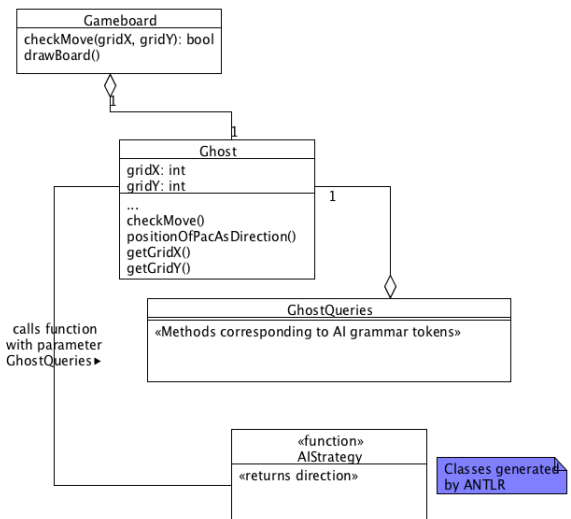 Gameboard
checkMove(gridX, gridY): bool
drawBoard()
1
1
Ghost
gridX: int
gridY: int
...
checkMove()
positionOfPacAsDirection()
getGridX()
getGridY()
1
GhostQueries
«Methods corresponding to AI grammar tokens»
calls function
with parameter
GhostQueries▶
«function»
AIStrategy
«returns direction»
Classes generated
by ANTLR